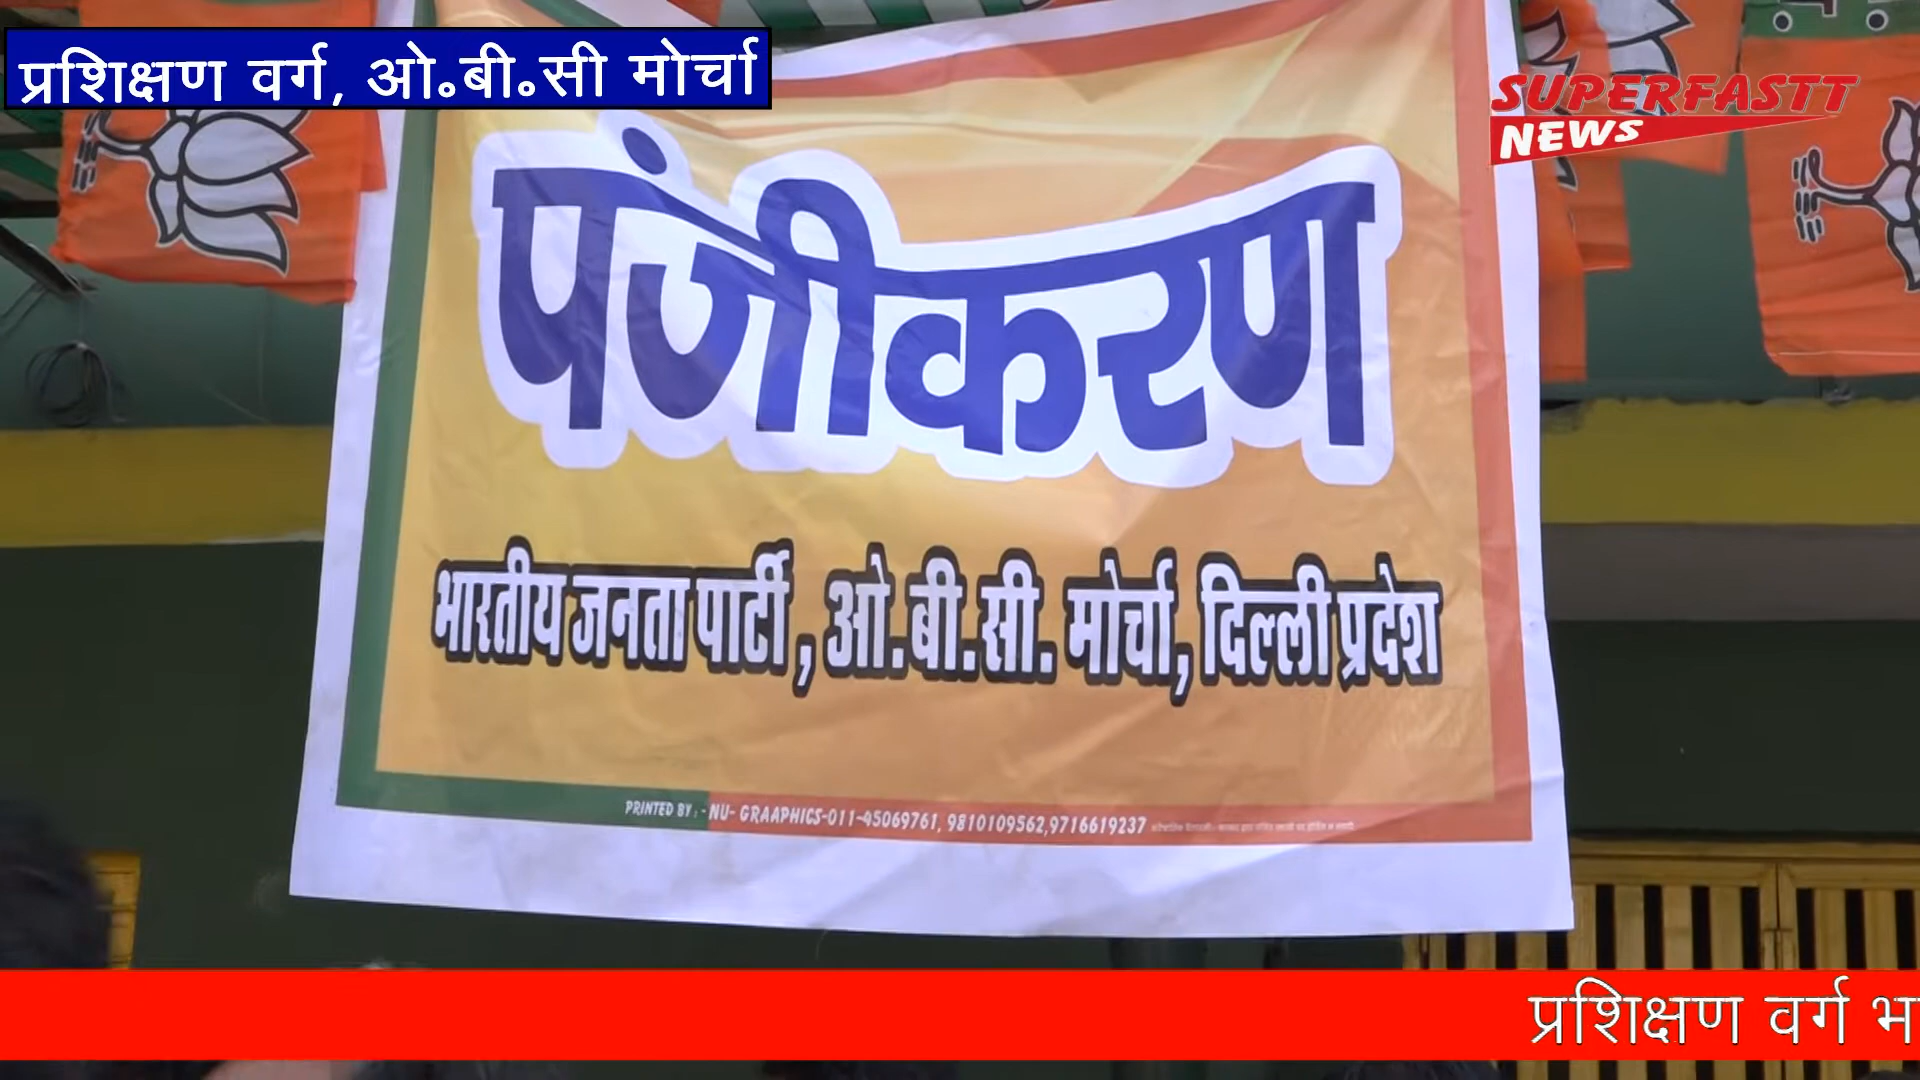 प्रशिक्षण वर्ग, ओ.बी.सी मोर्चा
SUPERFASTT
NEWS
पंजीकरण
भारतीय जनता पार्टी, ओ.बी.सी. मोर्चा, दिल्ली प्रदेश
PRINTED BY : - NU- GRAAPHICS-011-45069761, 9810109562,9716619237
प्रशिक्षण वर्ग भा